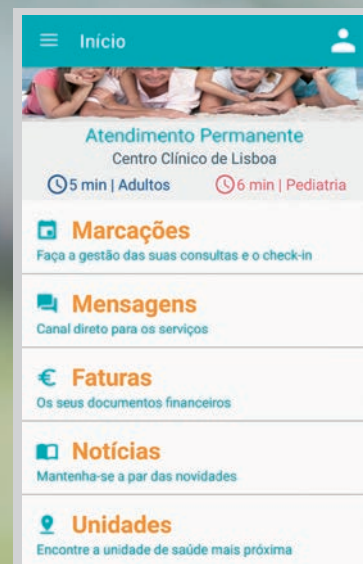 Início
Atendimento Permanente
Centro Clínico de Lisboa
5 min | Adultos 6 min | Pediatria
Marcações
Faça a gestão das suas consultas e o check-in
Mensagens
Canal direto para os serviços
€ Faturas
Os seus documentos financeiros
Notícias
Mantenha-se a par das novidades
Unidades
Encontre a unidade de saúde mais próxima